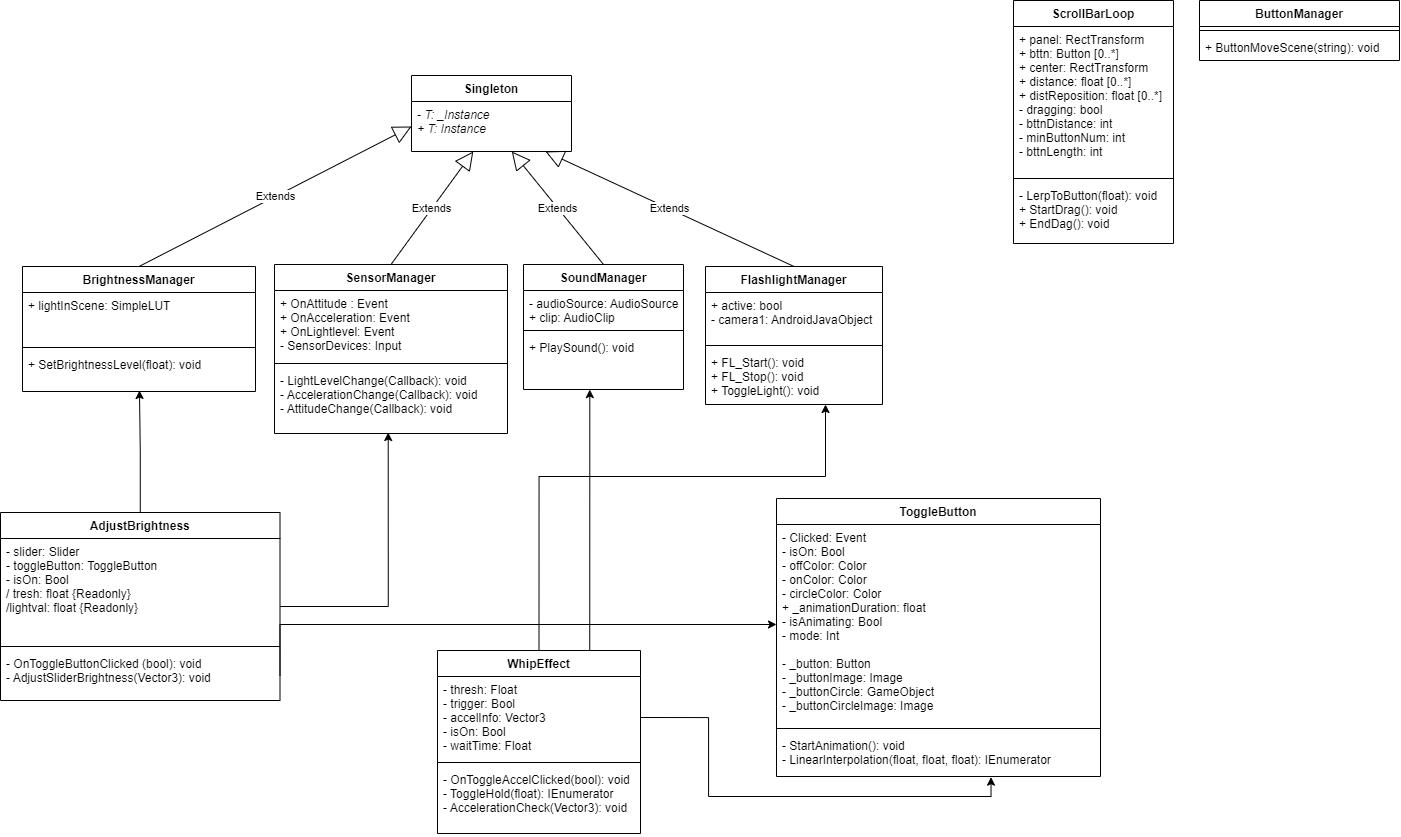 ScrollBarLoop
+ panel: RectTransform
+ bttn: Button [0..*]
+ center: RectTransform
+ distance: float [0..*]
+ distReposition: float [0..*]
- dragging: bool
- bttnDistance: int
- minButtonNum: int
- bttnLength: int
- LerpToButton(float): void
+ StartDrag(): void
+ EndDag(): void
ButtonManager
+ ButtonMoveScene(string): void
Singleton
- T: _Instance
+ T: Instance
Extends
Extends
Extends
Extends
BrightnessManager
+ lightInScene: SimpleLUT
+ SetBrightnessLevel(float): void
SensorManager
+ OnAttitude : Event
+ OnAcceleration: Event
+ OnLightlevel: Event
- SensorDevices: Input
- LightLevelChange(Callback): void
- AccelerationChange(Callback): void
- AttitudeChange(Callback): void
SoundManager
- audioSource: AudioSource
+ clip: AudioClip
+ PlaySound(): void
FlashlightManager
+ active: bool
- camera1: AndroidJavaObject
+ FL_Start(): void
+ FL_Stop(): void
+ ToggleLight(): void
AdjustBrightness
- slider: Slider
- toggleButton: ToggleButton
- isOn: Bool
/ tresh: float {Readonly}
/lightval: float {Readonly}
- OnToggleButtonClicked (bool): void
- AdjustSliderBrightness(Vector3): void
WhipEffect
- thresh: Float
- trigger: Bool
- accelInfo: Vector3
- isOn: Bool
- waitTime: Float
- OnToggleAccelClicked(bool): void
- ToggleHold(float): IEnumerator
- AccelerationCheck(Vector3): void
ToggleButton
- Clicked: Event
- isOn: Bool
- offColor: Color
- onColor: Color
- circleColor: Color
+ _animationDuration: float
- isAnimating: Bool
- mode: Int
- _button: Button
- _buttonImage: Image
- _buttonCircle: GameObject
- _buttonCircleImage: Image
- StartAnimation(): void
- LinearInterpolation(float, float, float): IEnumerator